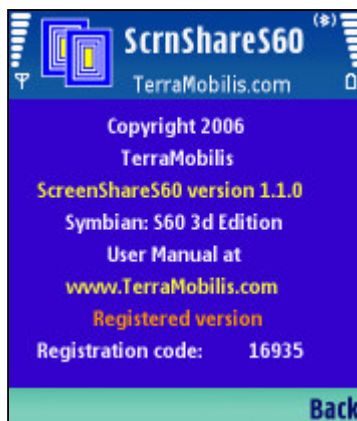 ScrnShareS60
TerraMobilis.com
Copyright 2006
TerraMobilis
ScreenShareS60 version 1.1.0
Symbian: S60 3d Edition
User Manual at
www.TerraMobilis.com
Registered version
Registration code: 16935
Back